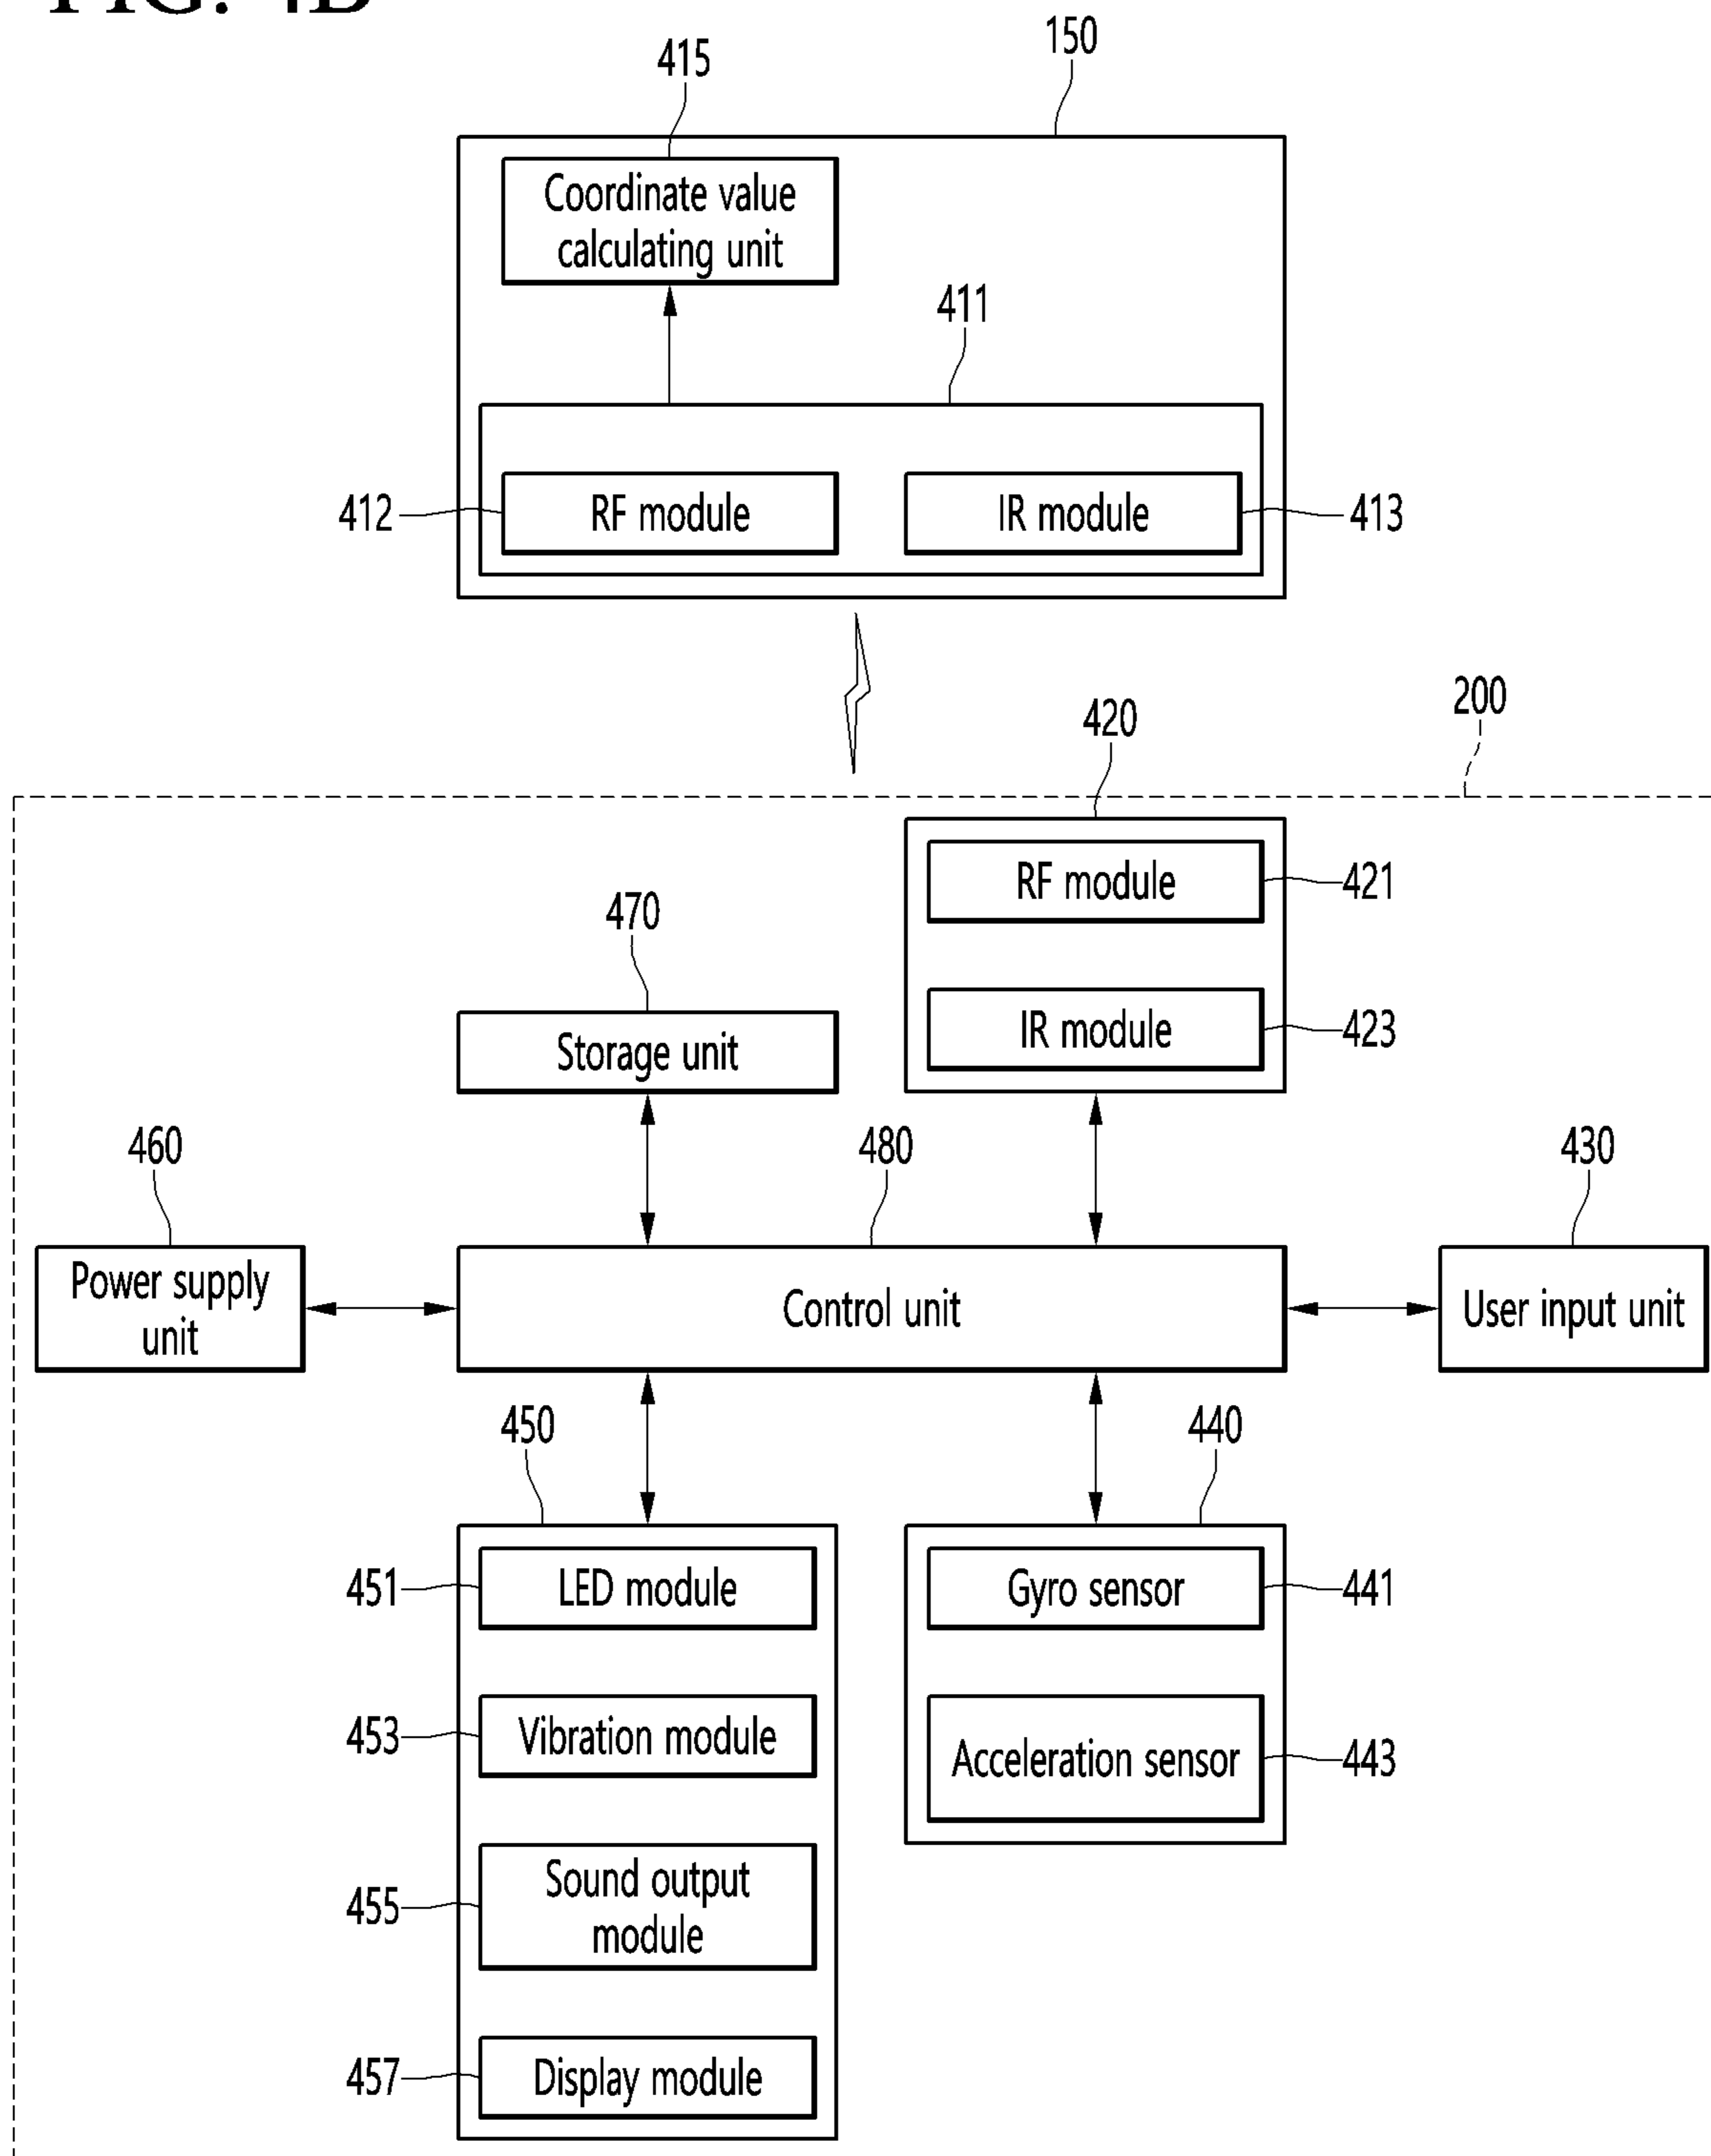 FIG. 4B
150
415
Coordinate value
calculating unit
411
412
RF module
IR module
413
200
420
RF module
421
470
IR module
423
Storage unit
460
480
430
Power supply
unit
Control unit
User input unit
450
440
451
LED module
Gyro sensor
441
453
Vibration module
Acceleration sensor
443
455
Sound output
module
457
Display module